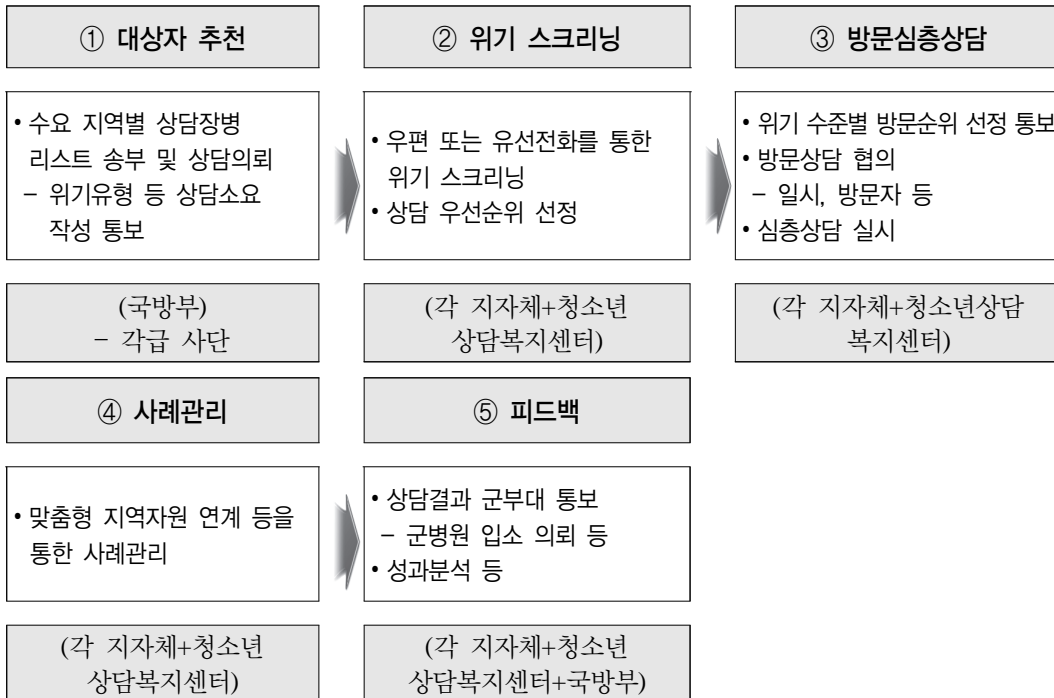 ① 대상자 추천
• 수요 지역별 상담장병
리스트 송부 및 상담의뢰
– 위기유형 등 상담소요
작성 통보
(국방부)
– 각급 사단
② 위기 스크리닝
• 우편 또는 유선전화를 통한
위기 스크리닝
• 상담 우선순위 선정
(각 지자체+청소년
상담복지센터)
③ 방문심층상담
• 위기 수준별 방문순위 선정 통보
• 방문상담 협의
– 일시, 방문자 등
• 심층상담 실시
(각 지자체+청소년상담
복지센터)
④ 사례관리
• 맞춤형 지역자원 연계 등을
통한 사례관리
(각 지자체+청소년
상담복지센터)
⑤ 피드백
• 상담결과 군부대 통보
– 군병원 입소 의뢰 등
• 성과분석 등
(각 지자체+청소년
상담복지센터+국방부)